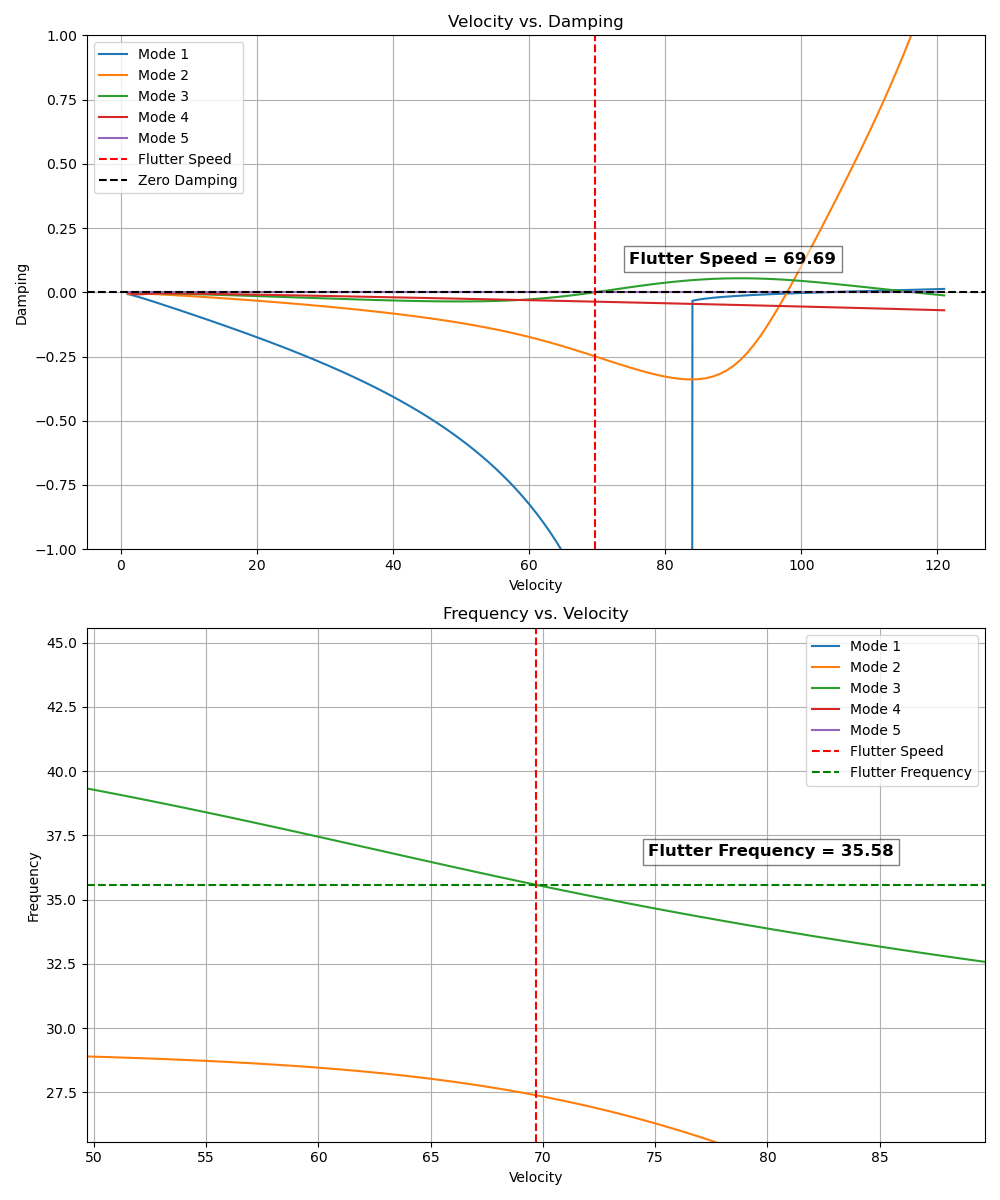 Velocity vs. Damping
1.00
0.75
0.50
0.25
0.00
−0.25
−0.50
−0.75
−1.00
Damping
Mode 1
Mode 2
Mode 3
Mode 4
Mode 5
Flutter Speed
Zero Damping
Flutter Speed = 69.69
0 20 40 60 80 100 120
Velocity
Frequency vs. Velocity
45.0
42.5
40.0
37.5
35.0
32.5
30.0
27.5
Frequency
Mode 1
Mode 2
Mode 3
Mode 4
Mode 5
Flutter Speed
Flutter Frequency
Flutter Frequency = 35.58
50 55 60 65 70 75 80 85
Velocity